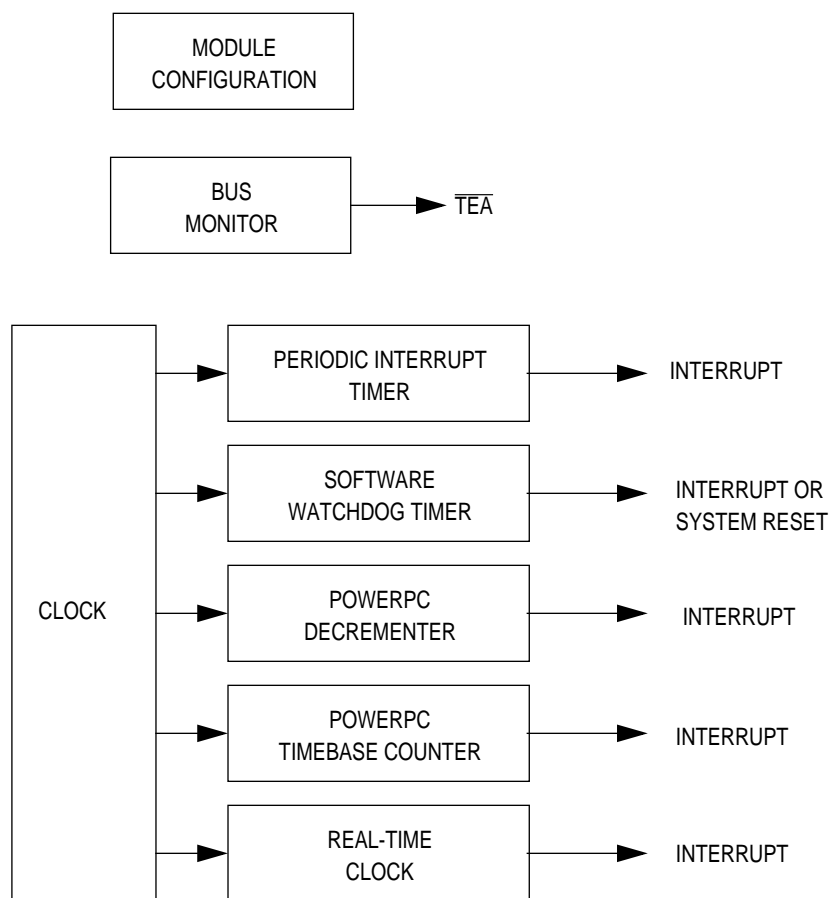 MODULE
CONFIGURATION
BUS
MONITOR
TEA
PERIODIC INTERRUPT
TIMER
INTERRUPT
SOFTWARE
WATCHDOG TIMER
INTERRUPT OR
SYSTEM RESET
CLOCK
POWERPC
DECREMENTER
INTERRUPT
POWERPC
TIMEBASE COUNTER
INTERRUPT
REAL-TIME
CLOCK
INTERRUPT